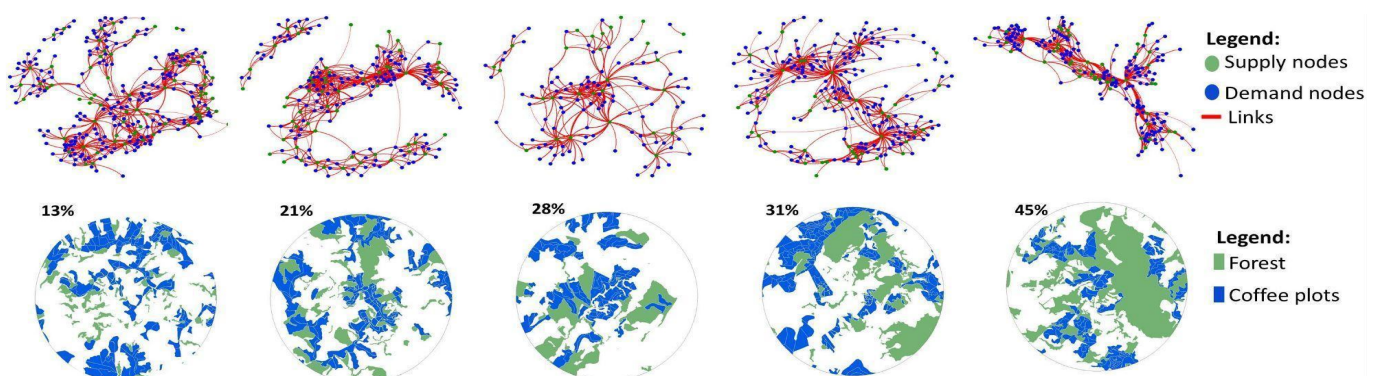 Legend:
Supply nodes
Demand nodes
Links
13%
21%
28%
31%
45%
Legend:
Forest
Coffee plots